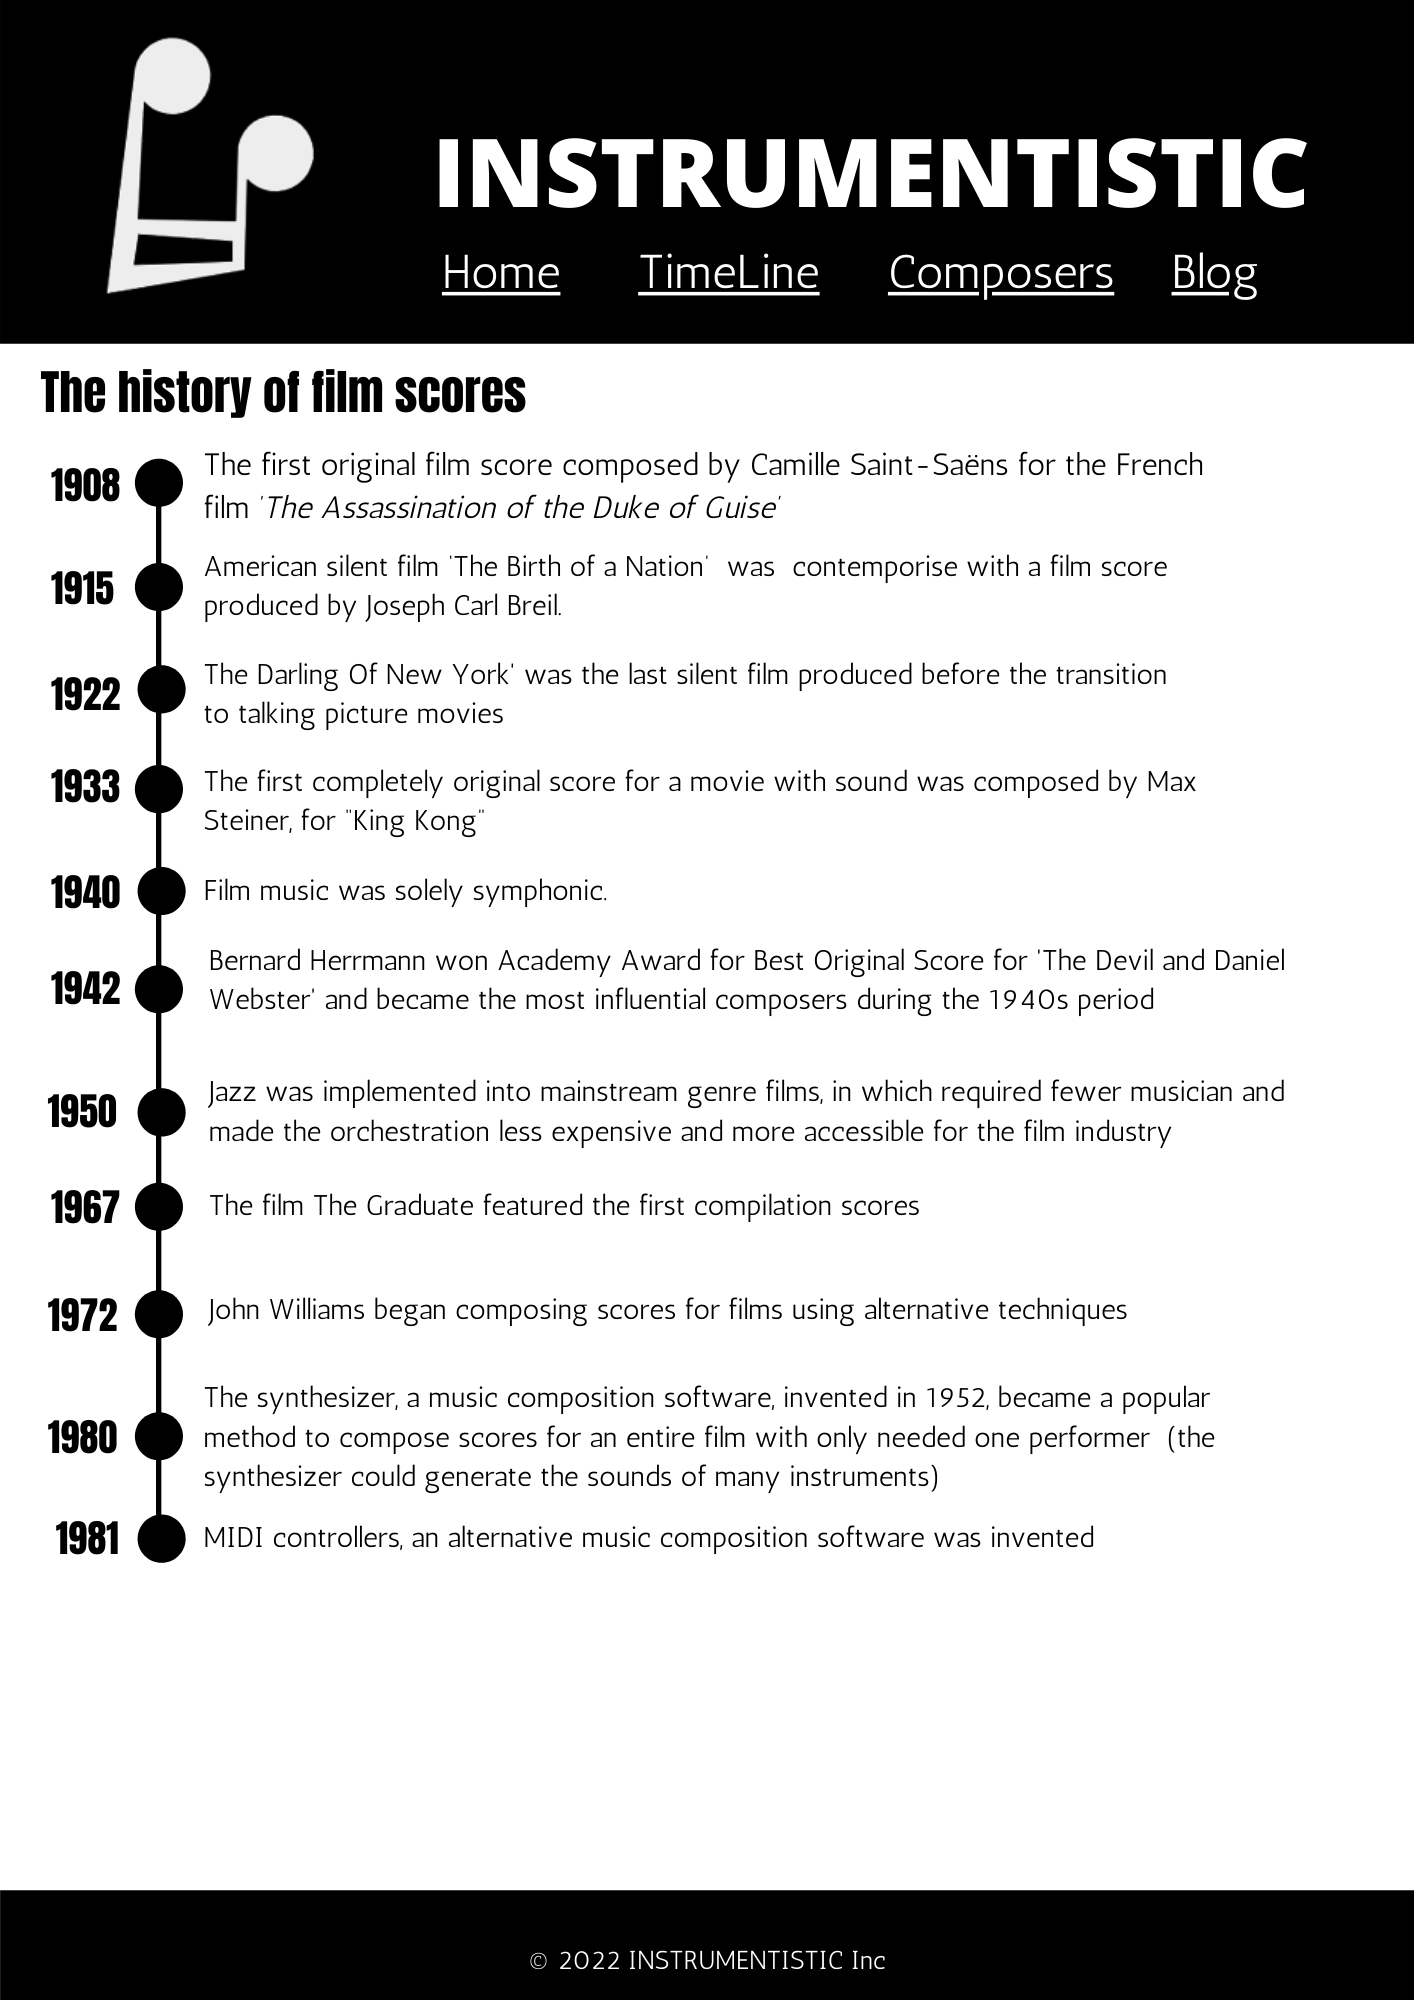 INSTRUMENTISTIC
Home TimeLine Composers Blog
The history of film scores
1908
The first original film score composed by Camille Saint-Saëns for the French
film 'The Assassination of the Duke of Guise'
1915
American silent film 'The Birth of a Nation' was contemporise with a film score
produced by Joseph Carl Breil.
1922
The Darling Of New York' was the last silent film produced before the transition
to talking picture movies
1933
The first completely original score for a movie with sound was composed by Max
Steiner, for "King Kong"
1940
Film music was solely symphonic.
1942
Bernard Herrmann won Academy Award for Best Original Score for 'The Devil and Daniel
Webster' and became the most influential composers during the 1940s period
1950
Jazz was implemented into mainstream genre films, in which required fewer musician and
made the orchestration less expensive and more accessible for the film industry
1967
The film The Graduate featured the first compilation scores
1972
John Williams began composing scores for films using alternative techniques
1980
The synthesizer, a music composition software, invented in 1952, became a popular
method to compose scores for an entire film with only needed one performer (the
synthesizer could generate the sounds of many instruments)
1981
MIDI controllers, an alternative music composition software was invented
© 2022 INSTRUMENTISTIC Inc